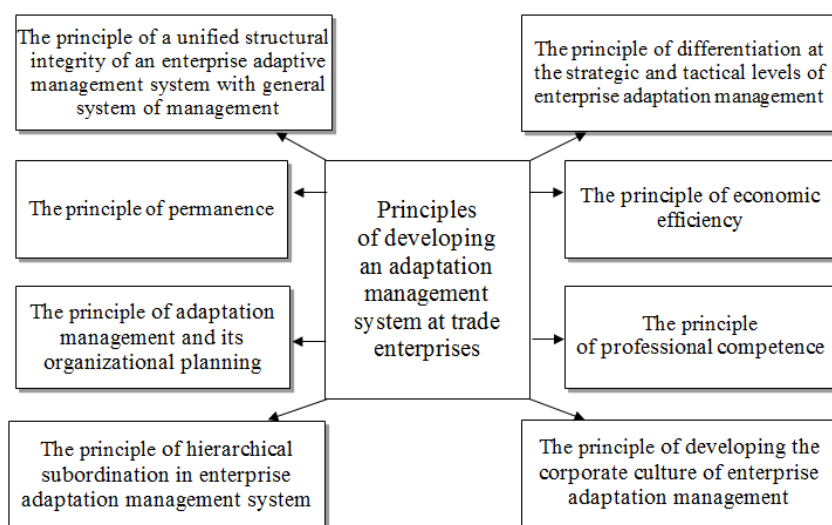 The principle of a unified structural
integrity of an enterprise adaptive
management system with general
system of management
The principle of permanence
The principle of adaptation
management and its
organizational planning
The principle of hierarchical
subordination in enterprise
adaptation management system
Principles
of developing
an adaptation
management
system at trade
enterprises
The principle of differentiation at
the strategic and tactical levels of
enterprise adaptation management
The principle of economic
efficiency
The principle
of professional competence
The principle of developing the
corporate culture of enterprise
adaptation management